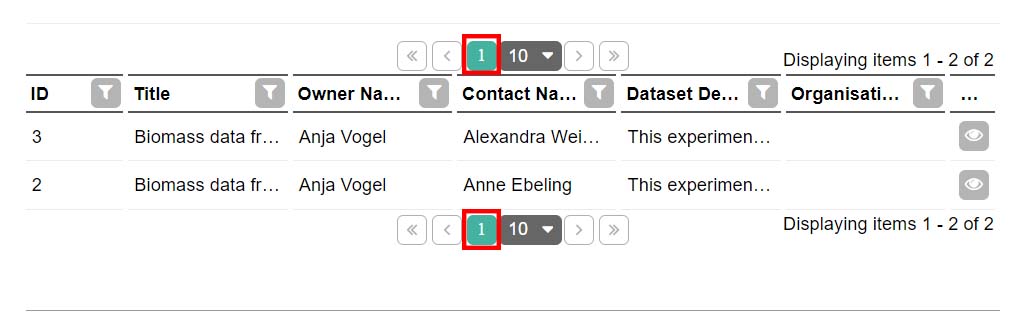 « ‹ 1 10 › »
Displaying items 1 - 2 of 2
ID Title Owner Na... Contact Na... Dataset De... Organisati... ...
3 Biomass data fr... Anja Vogel Alexandra Wei... This experimen...
2 Biomass data fr... Anja Vogel Anne Ebeling This experimen...
« ‹ 1 10 › »
Displaying items 1 - 2 of 2